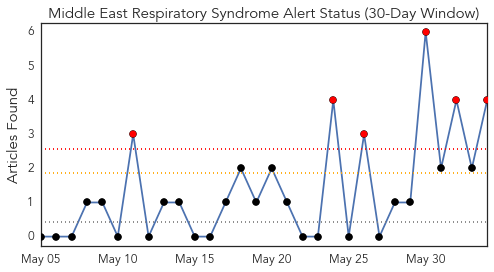 Middle East Respiratory Syndrome Alert Status (30-Day Window)
Articles Found
6
5
4
3
2
1
0
May 05 May 10 May 15 May 20 May 25 May 30